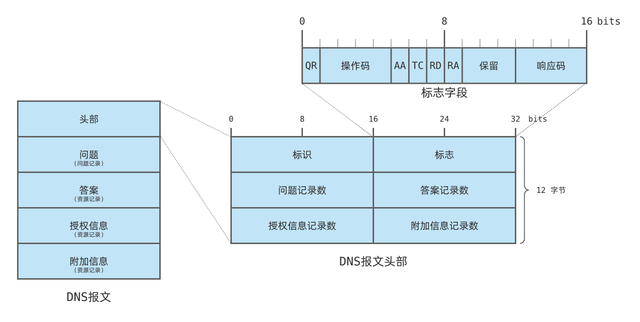 0 8 16 bits
QR 操作码 AA TC RD RA 保留 响应码
标志字段
头部
问题
(问题记录)
答案
(资源记录)
授权信息
(资源记录)
附加信息
(资源记录)
DNS报文
0 8 16 24 32 bits
标识 标志
问题记录数 答案记录数
授权信息记录数 附加信息记录数
12 字节
DNS报文头部